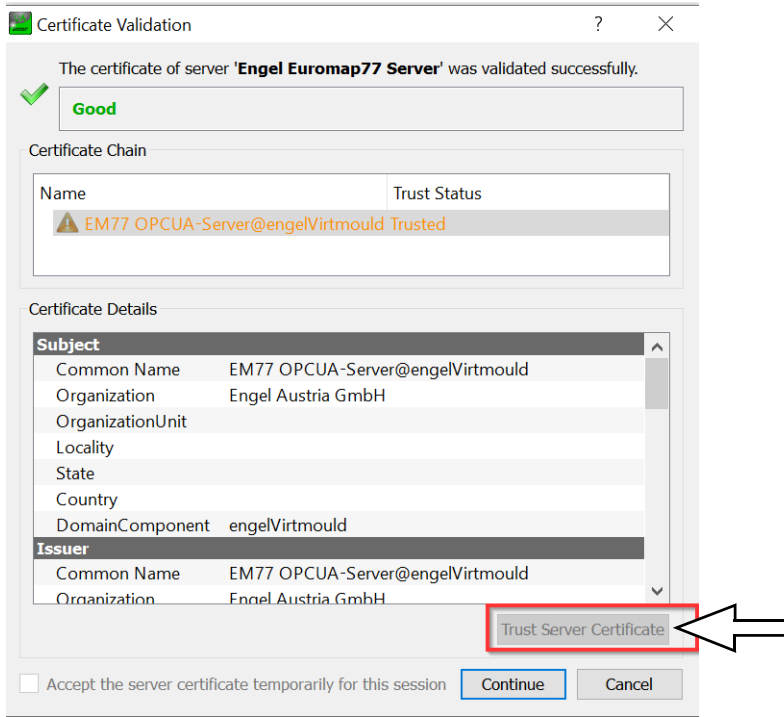 Certificate Validation ?
The certificate of server 'Engel Euromap77 Server' was validated successfully.
Good
Certificate Chain
Name Trust Status
EM77 OPCUA-Server@engelVirtmould Trusted
Certificate Details
Subject
Common Name EM77 OPCUA-Server@engelVirtmould
Organization Engel Austria GmbH
OrganizationUnit
Locality
State
Country
DomainComponent engelVirtmould
Issuer
Common Name EM77 OPCUA-Server@engelVirtmould
Organization Engel Austria GmbH
Trust Server Certificate
Accept the server certificate temporarily for this session Continue Cancel